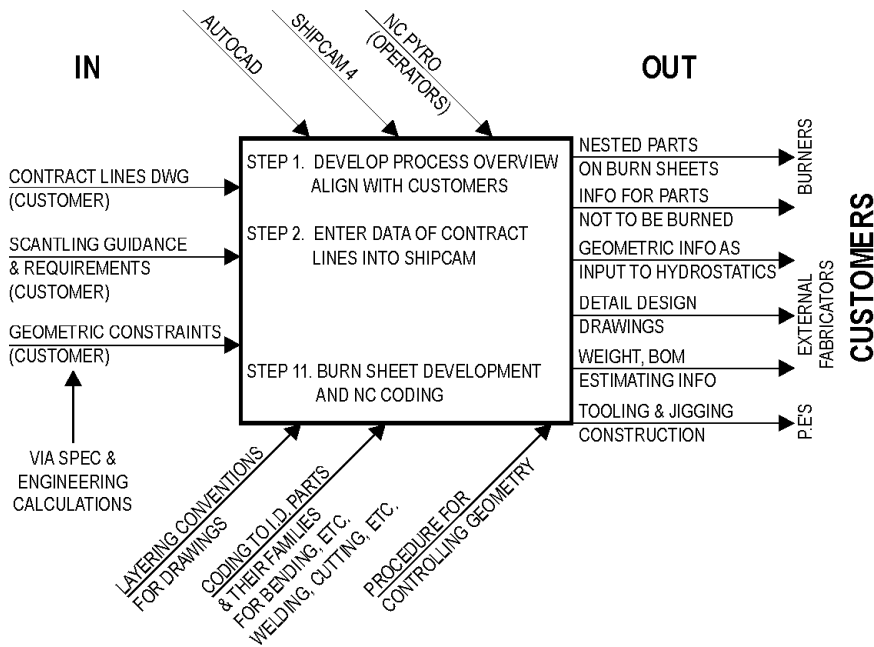 AUTOCAD
SHIPCAM 4
NC PYRO
(OPERATORS)
IN
OUT
CONTRACT LINES DWG
(CUSTOMER)
SCANTLING GUIDANCE
& REQUIREMENTS
(CUSTOMER)
GEOMETRIC CONSTRAINTS
(CUSTOMER)
VIA SPEC &
ENGINEERING
CALCULATIONS
STEP 1. DEVELOP PROCESS OVERVIEW
ALIGN WITH CUSTOMERS
STEP 2. ENTER DATA OF CONTRACT
LINES INTO SHIPCAM
STEP 11. BURN SHEET DEVELOPMENT
AND NC CODING
NESTED PARTS
ON BURN SHEETS
INFO FOR PARTS
NOT TO BE BURNED
GEOMETRIC INFO AS
INPUT TO HYDROSTATICS
DETAIL DESIGN
DRAWINGS
WEIGHT, BOM
ESTIMATING INFO
TOOLING & JIGGING
CONSTRUCTION
BURNERS
EXTERNAL
FABRICATORS
P.E'S
CUSTOMERS
LAYERING CONVENTIONS
FOR DRAWINGS
CODING TO I.D. PARTS
& THEIR FAMILIES
FOR BENDING, ETC.
WELDING, CUTTING, ETC.
PROCEDURE FOR
CONTROLLING GEOMETRY